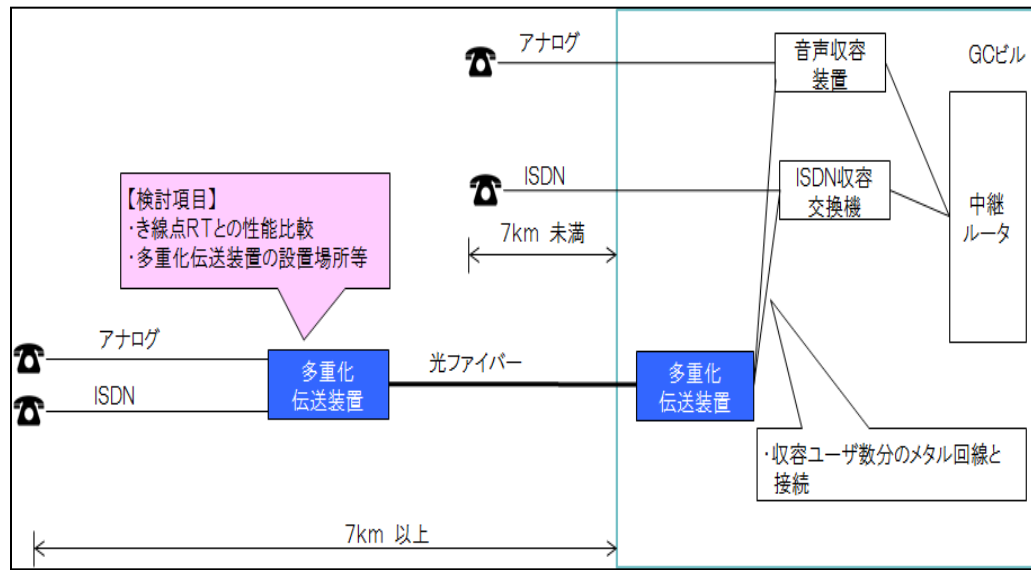 アナログ
音声収容
装置
GCビル
ISDN
ISDN収容
交換機
中継
ルータ
【検討項目】
・き線点RTとの性能比較
・多重化伝送装置の設置場所等
7km 未満
アナログ
ISDN
多重化
伝送装置
光ファイバー
多重化
伝送装置
・収容ユーザ数分のメタル回線と
接続
7km 以上